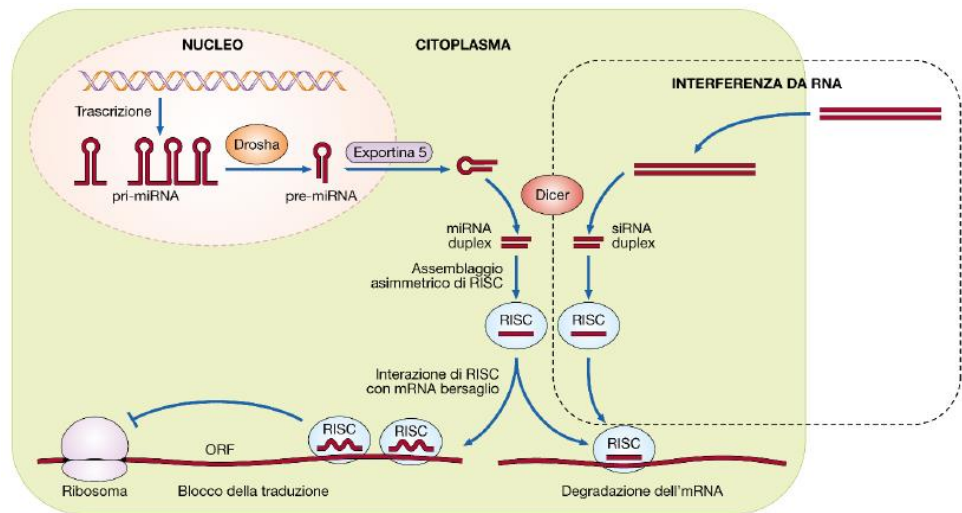 NUCLEO
CITOPLASMA
INTERFERENZA DA RNA
Trascrizione
Drosha
Exportina 5
pri-miRNA
pre-miRNA
Dicer
miRNA
duplex
siRNA
duplex
Assemblaggio
asimmetrico di RISC
RISC
RISC
Interazione di RISC
con mRNA bersaglio
RISC
RISC
RISC
ORF
Ribosoma
Blocco della traduzione
Degradazione dell'mRNA